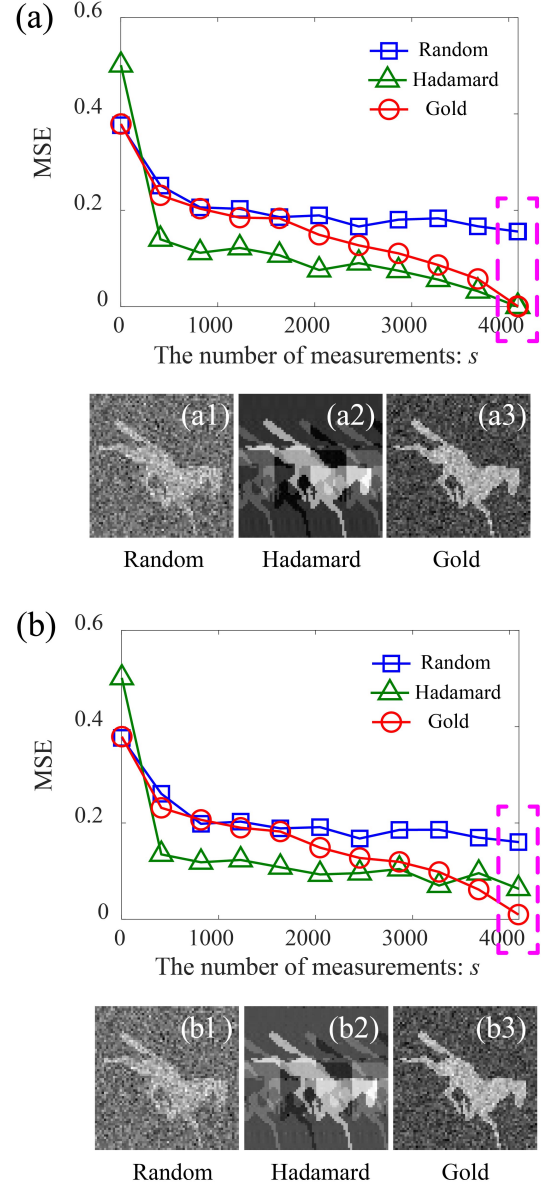 (a)
0.6
0.4
0.2
0
MSE
Random
Hadamard
Gold
0 1000 2000 3000 4000
The number of measurements: s
(a1) (a2) (a3)
Random Hadamard Gold
(b)
0.6
0.4
0.2
0
MSE
Random
Hadamard
Gold
0 1000 2000 3000 4000
The number of measurements: s
(b1) (b2) (b3)
Random Hadamard Gold